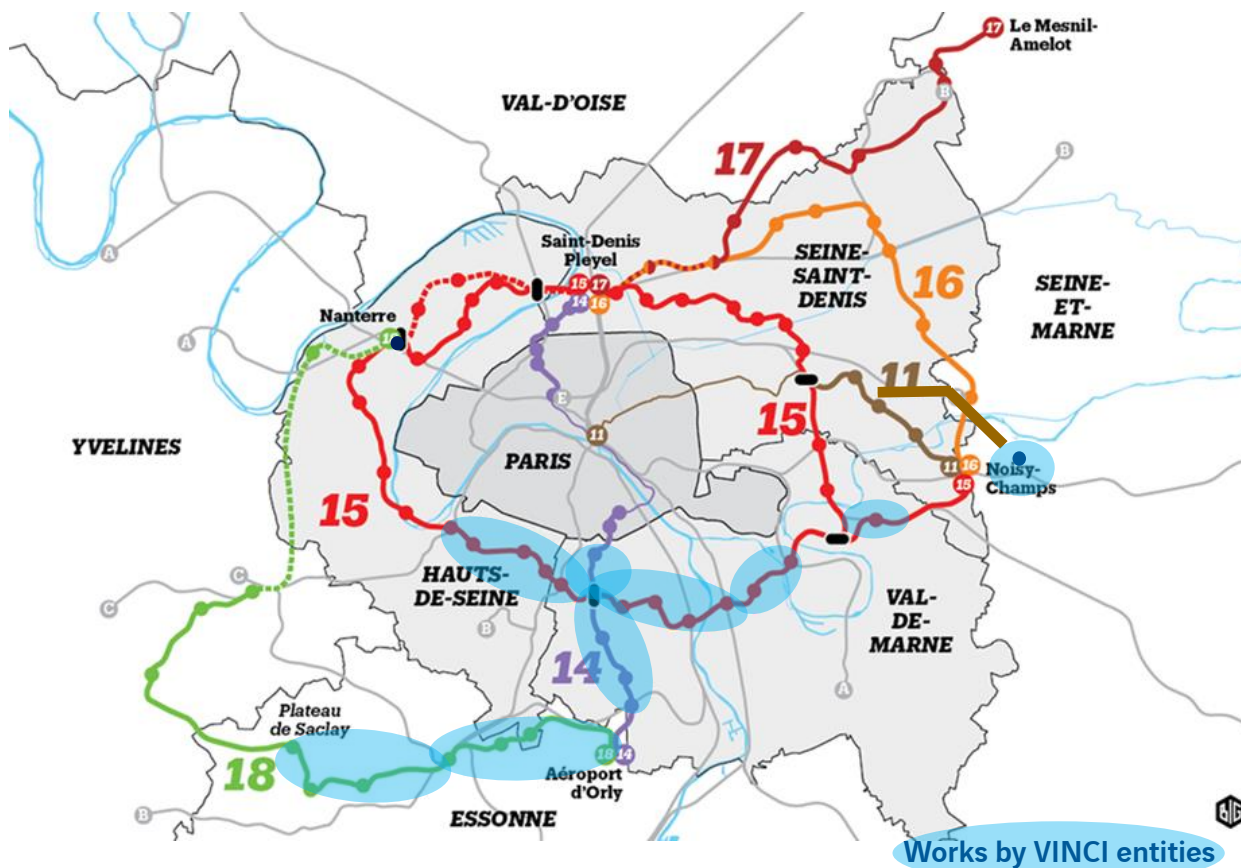 17
Le Mesnil-
Amelot
B
VAL-D'OISE
B
17
A
Saint-Denis
Pleyel
15
17
14
16
SEINE-
SAINT-
DENIS
16
SEINE-
ET-
MARNE
Nanterre
A
11
E
15
11
YVELINES
PARIS
11
16
15
Noisy-
Champs
15
C
C
HAUTS-
DE-SEINE
B
VAL-
DE-
MARNE
14
A
Plateau
de Saclay
18
18
14
Aéroport
d'Orly
B
ESSONNE
BIG
Works by VINCI entities